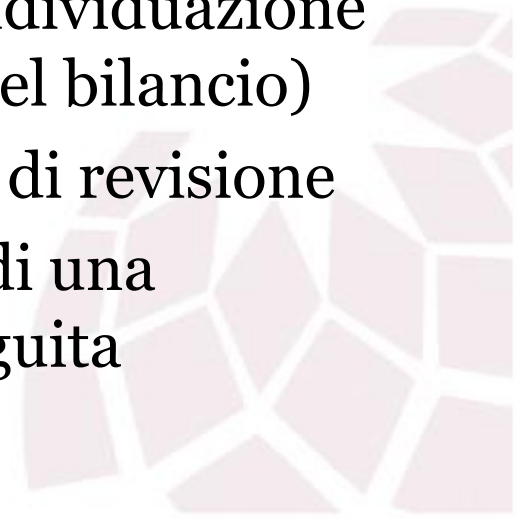 dividuazione
el bilancio)
di revisione
di una
guita